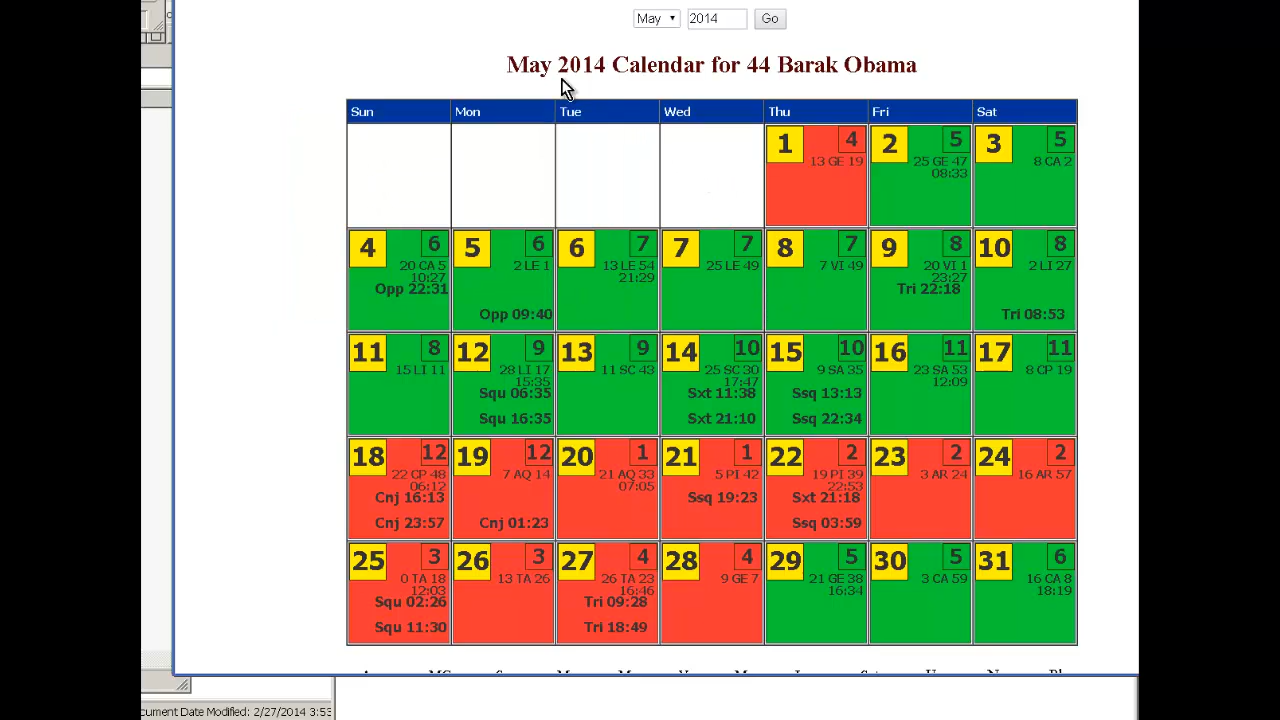 May 2014 Go
May 2014 Calendar for 44 Barak Obama
Sun Mon Tue Wed Thu Fri Sat
1 4 2 5 3 5
13 GE 19 25 GE 47 8 CA 2
08:33
4 6 5 6 6 7 7 7 8 7 9 8 10 8
20 CA 5 2 LE 1 13 LE 54 25 LE 49 7 VI 49 20 VI 1 2 LI 27
10:27 21:29 23:27
Opp 22:31 Tri 22:18
Opp 09:40 Tri 08:53
11 8 12 9 13 9 14 10 15 10 16 11 17 11
15 LI 11 28 LI 17 11 SC 43 25 SC 30 9 SA 35 23 SA 53 8 CP 19
15:35 17:47 12:09
Squ 06:35 Sxt 11:38 Ssq 13:13
Squ 16:35 Sxt 21:10 Ssq 22:34
18 12 19 12 20 1 21 1 22 2 23 2 24 2
22 CP 48 7 AQ 14 21 AQ 33 5 PI 42 19 PI 39 3 AR 24 16 AR 57
06:12 07:05 22:53
Cnj 16:13 Ssq 19:23 Sxt 21:18
Cnj 23:57 Cnj 01:23 Ssq 03:59
25 3 26 3 27 4 28 4 29 5 30 5 31 6
0 TA 18 13 TA 26 26 TA 23 9 GE 7 21 GE 38 3 CA 59 16 CA 8
12:03 16:46 16:34 18:19
Squ 02:26 Tri 09:28
Squ 11:30 Tri 18:49
Document Date Modified: 2/27/2014 3:53